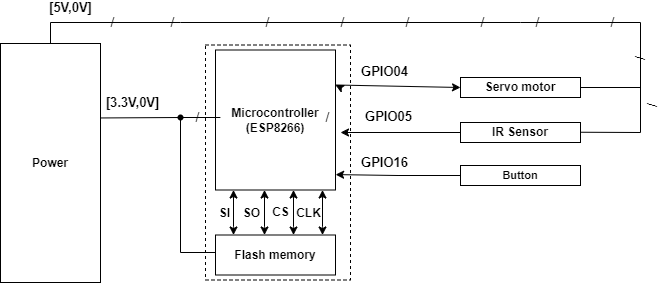 [5V,0V]
GPIO04
[3.3V,0V]
Servo motor
Microcontroller
(ESP8266)
GPIO05
IR Sensor
Power
GPIO16
Button
SI SO CS CLK
Flash memory